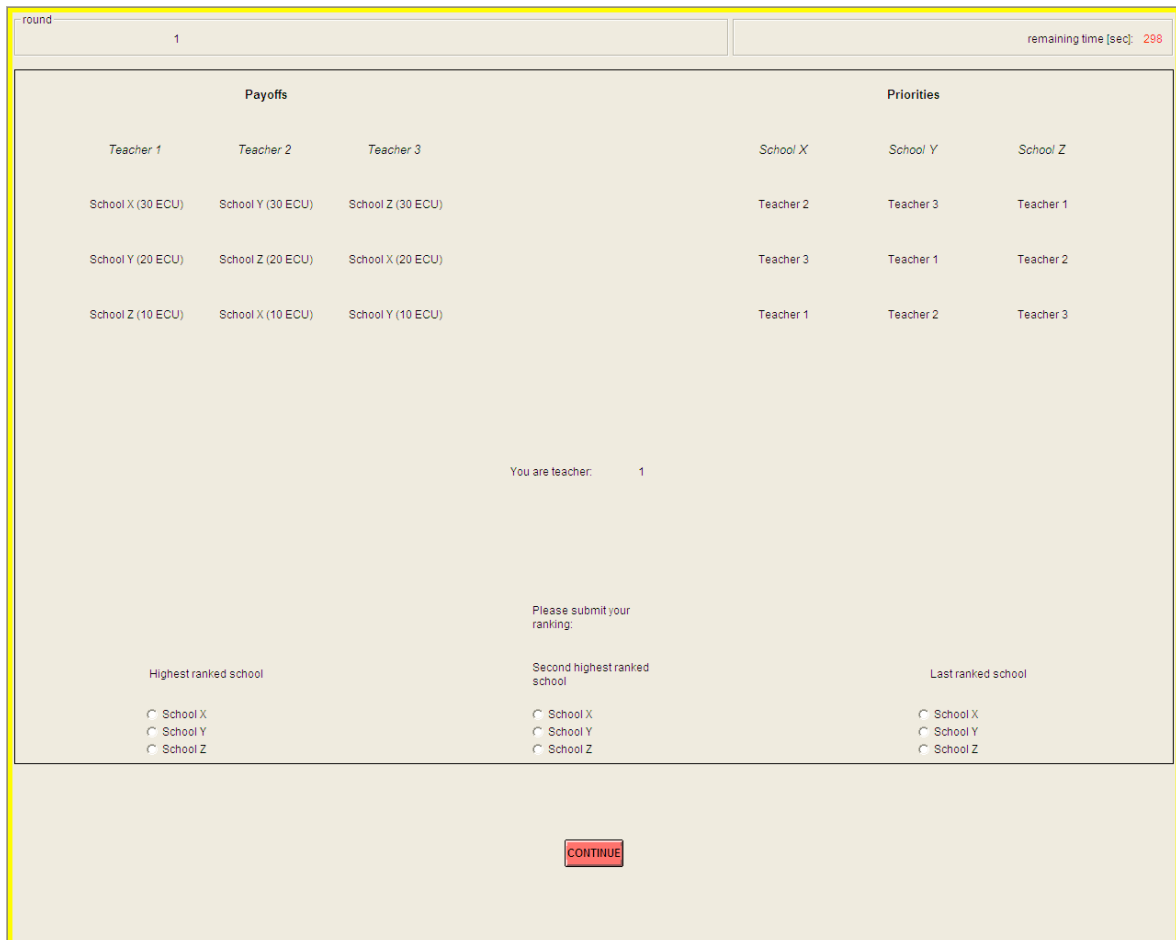 round
1
remaining time [sec]: 298
Payoffs
Priorities
Teacher 1 Teacher 2 Teacher 3 School X School Y School Z
School X (30 ECU) School Y (30 ECU) School Z (30 ECU) Teacher 2 Teacher 3 Teacher 1
School Y (20 ECU) School Z (20 ECU) School X (20 ECU) Teacher 3 Teacher 1 Teacher 2
School Z (10 ECU) School X (10 ECU) School Y (10 ECU) Teacher 1 Teacher 2 Teacher 3
You are teacher: 1
Please submit your
ranking:
Highest ranked school
Second highest ranked
school
Last ranked school
School X School X School X
School Y School Y School Y
School Z School Z School Z
CONTINUE